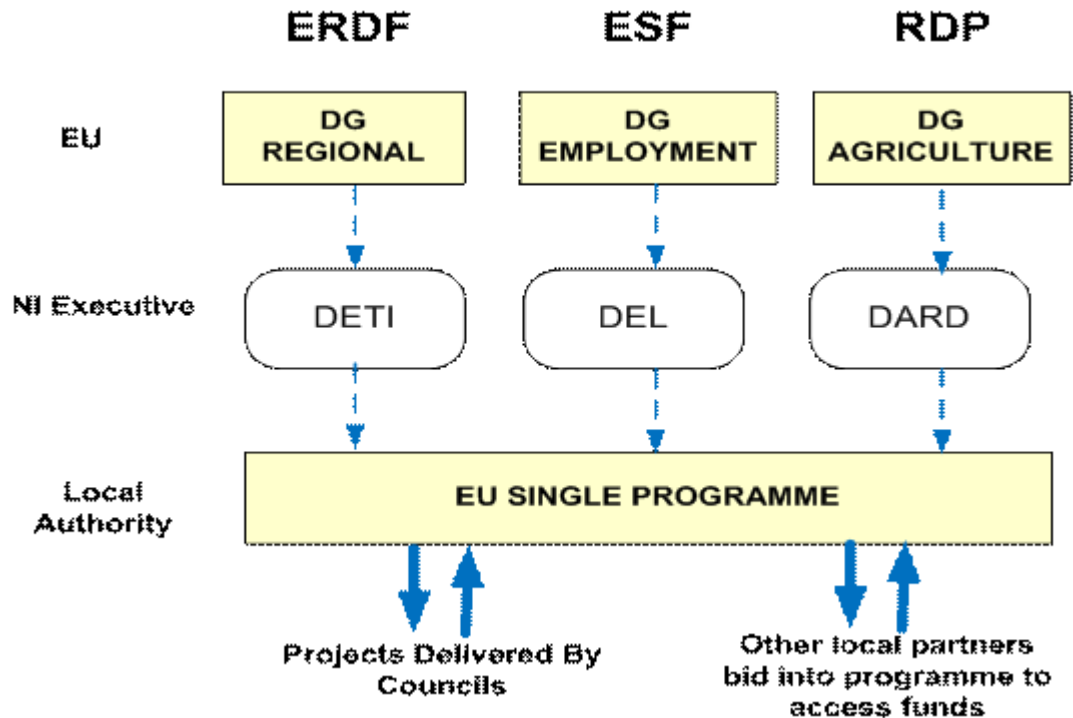 ERDF ESF RDP
EU
DG
REGIONAL
DG
EMPLOYMENT
DG
AGRICULTURE
NI Executive
DETI
DEL
DARD
Local
Authority
EU SINGLE PROGRAMME
Projects Delivered By
Councils
Other local partners
bid into programme to
access funds